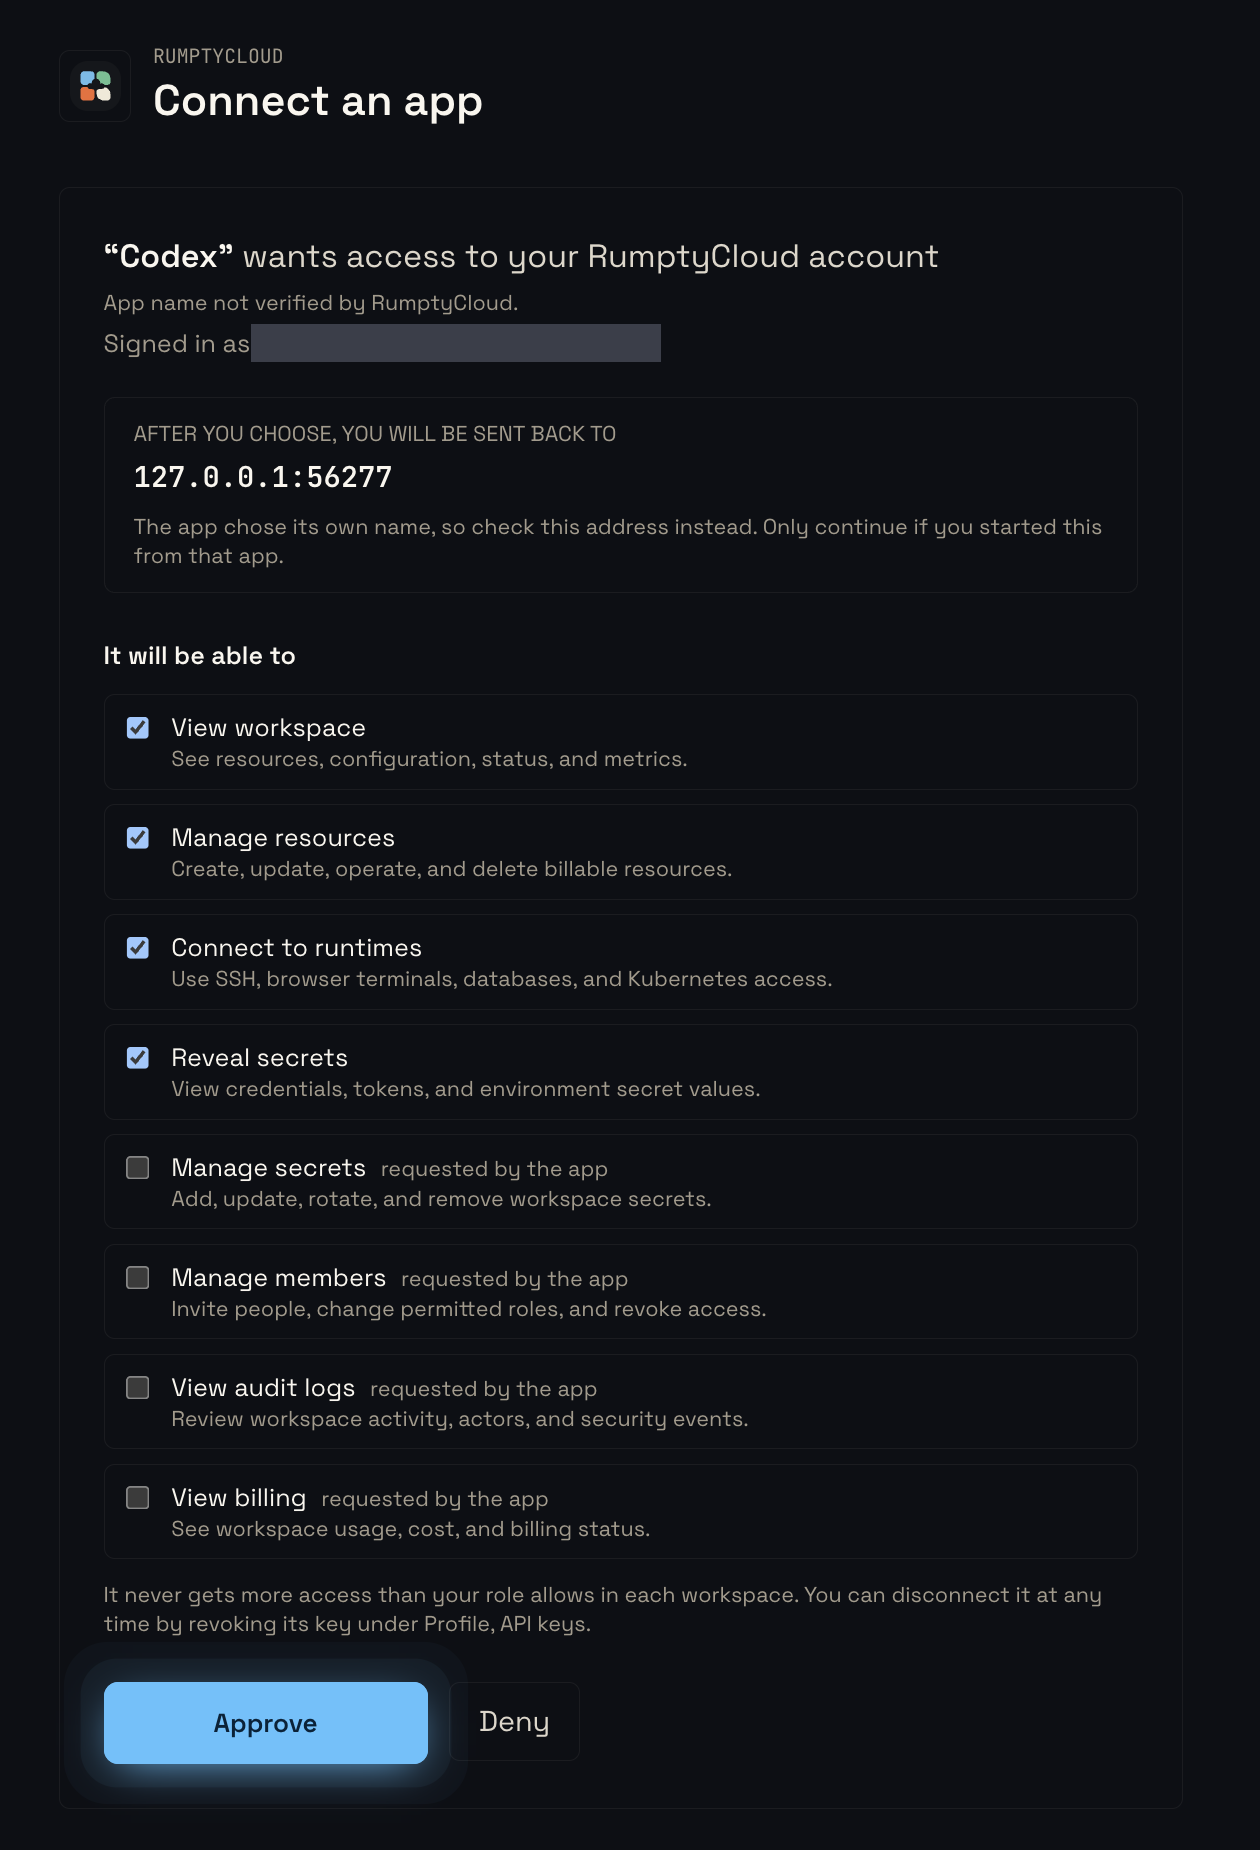 RUMPTYCLOUD
Connect an app
“Codex” wants access to your RumptyCloud account
App name not verified by RumptyCloud.
Signed in as
AFTER YOU CHOOSE, YOU WILL BE SENT BACK TO
127.0.0.1:56277
The app chose its own name, so check this address instead. Only continue if you started this
from that app.
It will be able to
View workspace
See resources, configuration, status, and metrics.
Manage resources
Create, update, operate, and delete billable resources.
Connect to runtimes
Use SSH, browser terminals, databases, and Kubernetes access.
Reveal secrets
View credentials, tokens, and environment secret values.
Manage secrets requested by the app
Add, update, rotate, and remove workspace secrets.
Manage members requested by the app
Invite people, change permitted roles, and revoke access.
View audit logs requested by the app
Review workspace activity, actors, and security events.
View billing requested by the app
See workspace usage, cost, and billing status.
It never gets more access than your role allows in each workspace. You can disconnect it at any
time by revoking its key under Profile, API keys.
Approve
Deny